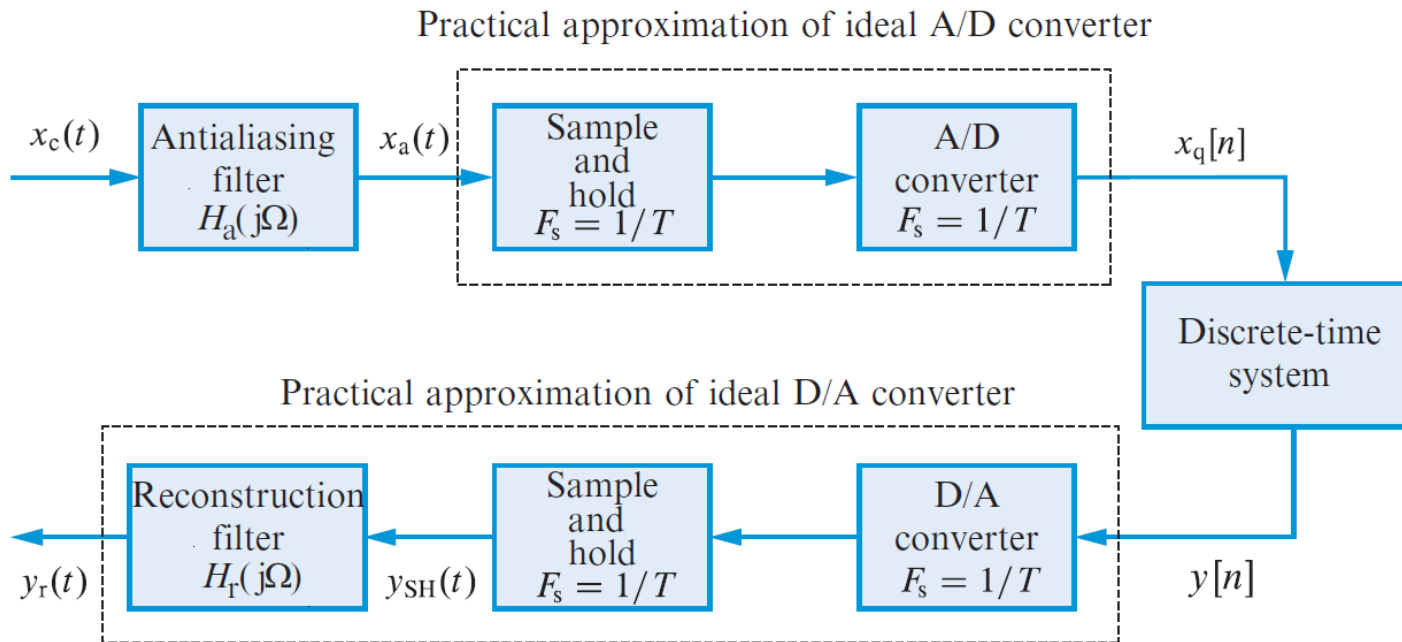 Practical approximation of ideal A/D converter
x_c(t)
Antialiasing
filter
H_a(jΩ)
x_a(t)
Sample
and
hold
F_s = 1/T
A/D
converter
F_s = 1/T
x_q[n]
Discrete-time
system
Practical approximation of ideal D/A converter
y_r(t)
Reconstruction
filter
H_r(jΩ)
y_SH(t)
Sample
and
hold
F_s = 1/T
D/A
converter
F_s = 1/T
y[n]